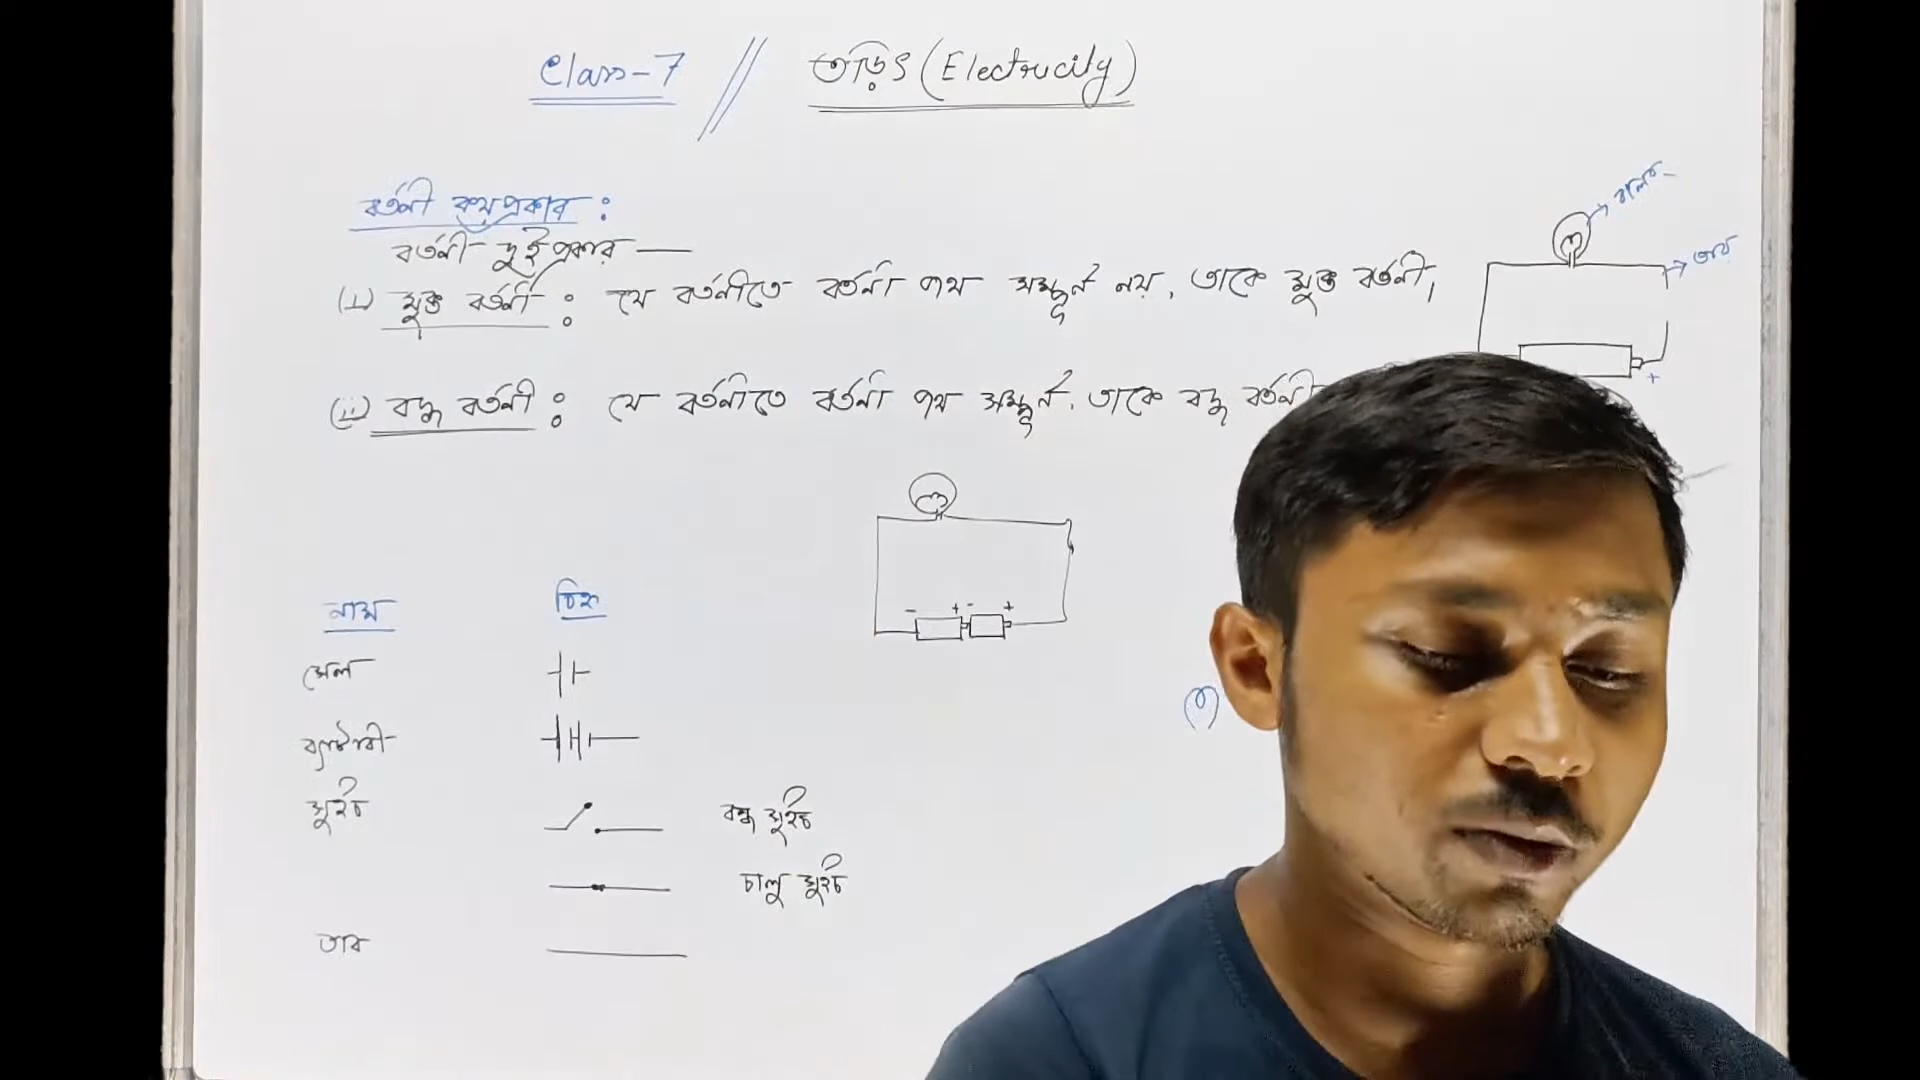 Class-7 // তড়িৎ (Electricity)
বর্তনী কয়প্রকার :
বর্তনী দুই প্রকার —
(i) মুক্ত বর্তনী : যে বর্তনীতে বর্তনী পথ সম্পূর্ন নয়, তাকে মুক্ত বর্তনী,
(ii) বদ্ধ বর্তনী : যে বর্তনীতে বর্তনী পথ সম্পূর্ন, তাকে বদ্ধ বর্তনী
→ বাল্ব
→ তার
+
- + - +
নাম চিহ্ন
সেল
ব্যাটারী
সুইচ বন্ধ সুইচ
চালু সুইচ
তার